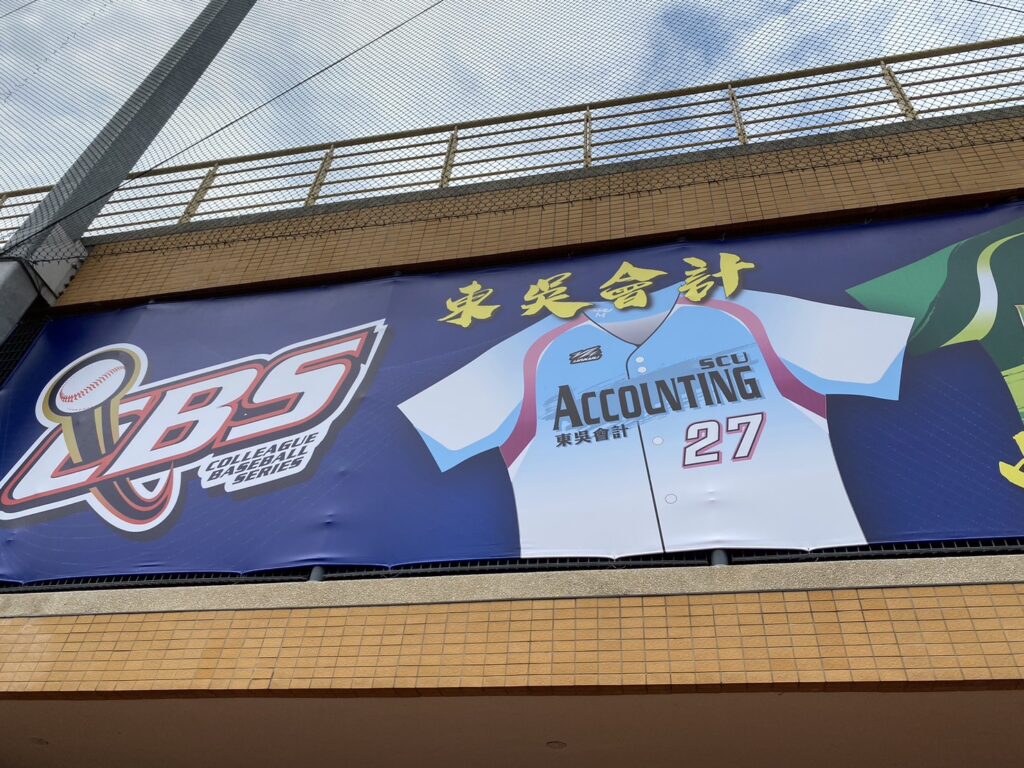 東吳會計
CBS
COLLEAGUE
BASEBALL
SERIES
M
SCU
ACCOUNTING
東吳會計
27